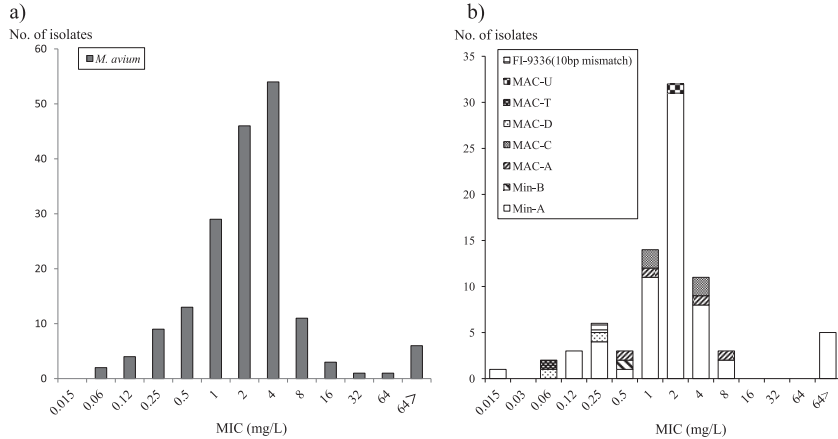 a)
No. of isolates
M. avium
60
50
40
30
20
10
0
0.015 0.06 0.12 0.25 0.5 1 2 4 8 16 32 64 64>
MIC (mg/L)
b)
No. of isolates
FI-9336(10bp mismatch)
MAC-U
MAC-T
MAC-D
MAC-C
MAC-A
Min-B
Min-A
35
30
25
20
15
10
5
0
0.015 0.03 0.06 0.12 0.25 0.5 1 2 4 8 16 32 64 64>
MIC (mg/L)